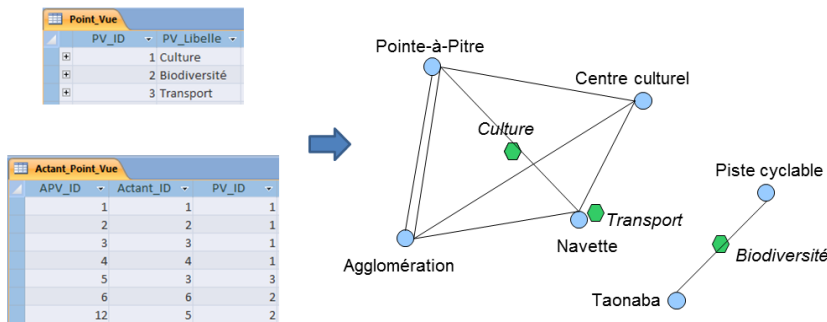 Point_Vue
PV_ID PV_Libelle
1 Culture
2 Biodiversité
3 Transport
Actant_Point_Vue
APV_ID Actant_ID PV_ID
1 1 1
2 2 1
3 3 1
4 4 1
5 3 3
6 6 2
12 5 2
Pointe-à-Pitre
Centre culturel
Culture
Piste cyclable
Transport
Navette
Agglomération
Biodiversité
Taonaba